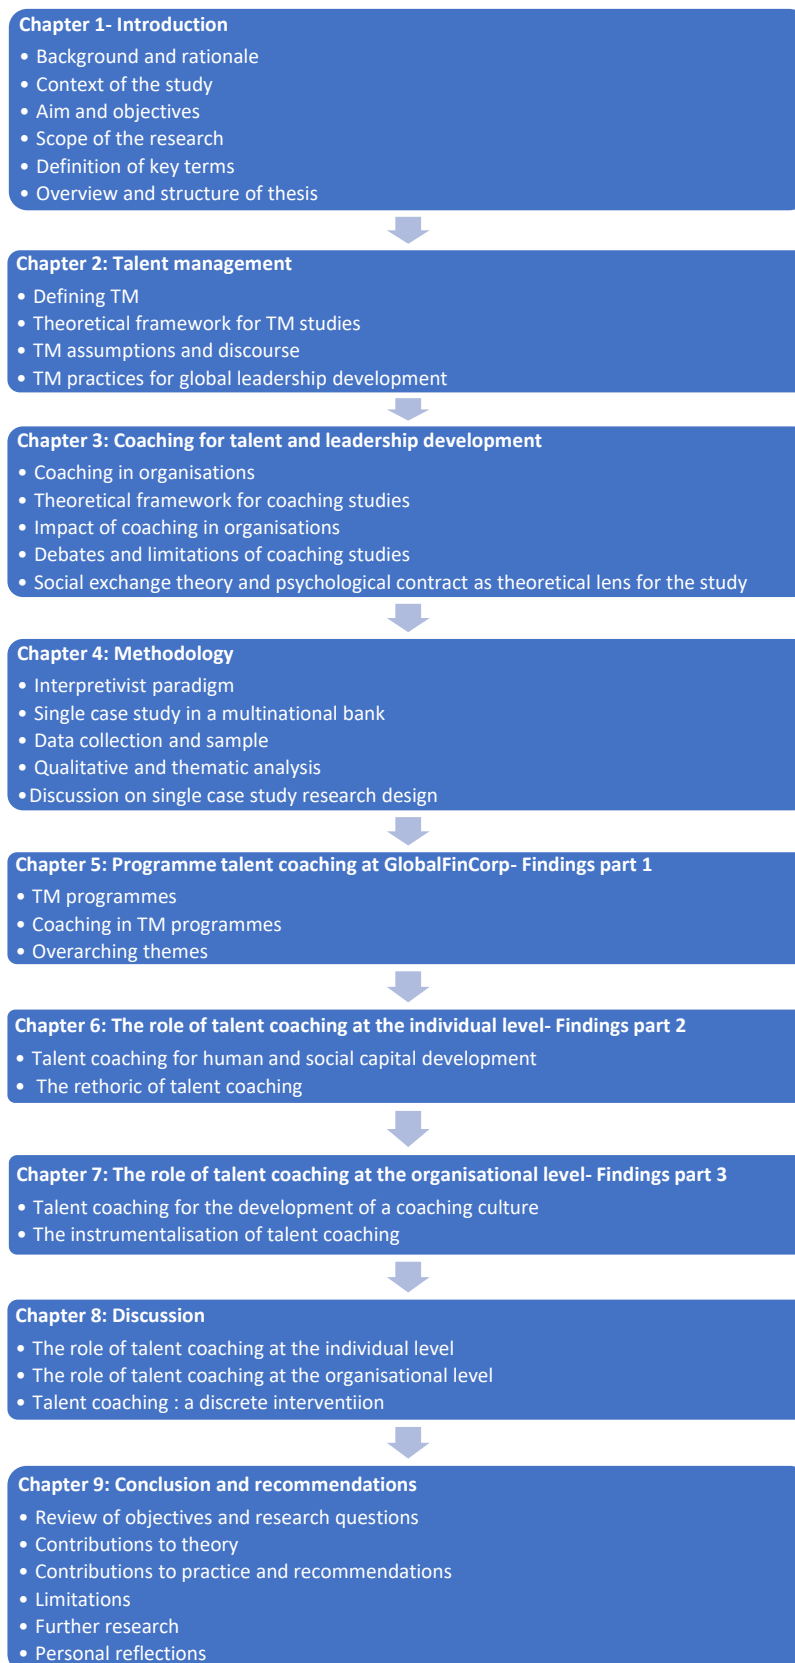 Chapter 1- Introduction
• Background and rationale
• Context of the study
• Aim and objectives
• Scope of the research
• Definition of key terms
• Overview and structure of thesis
Chapter 2: Talent management
• Defining TM
• Theoretical framework for TM studies
• TM assumptions and discourse
• TM practices for global leadership development
Chapter 3: Coaching for talent and leadership development
• Coaching in organisations
• Theoretical framework for coaching studies
• Impact of coaching in organisations
• Debates and limitations of coaching studies
• Social exchange theory and psychological contract as theoretical lens for the study
Chapter 4: Methodology
• Interpretivist paradigm
• Single case study in a multinational bank
• Data collection and sample
• Qualitative and thematic analysis
•Discussion on single case study research design
Chapter 5: Programme talent coaching at GlobalFinCorp- Findings part 1
• TM programmes
• Coaching in TM programmes
• Overarching themes
Chapter 6: The role of talent coaching at the individual level- Findings part 2
• Talent coaching for human and social capital development
• The rethoric of talent coaching
Chapter 7: The role of talent coaching at the organisational level- Findings part 3
• Talent coaching for the development of a coaching culture
• The instrumentalisation of talent coaching
Chapter 8: Discussion
• The role of talent coaching at the individual level
• The role of talent coaching at the organisational level
• Talent coaching : a discrete interventiion
Chapter 9: Conclusion and recommendations
• Review of objectives and research questions
• Contributions to theory
• Contributions to practice and recommendations
• Limitations
• Further research
• Personal reflections